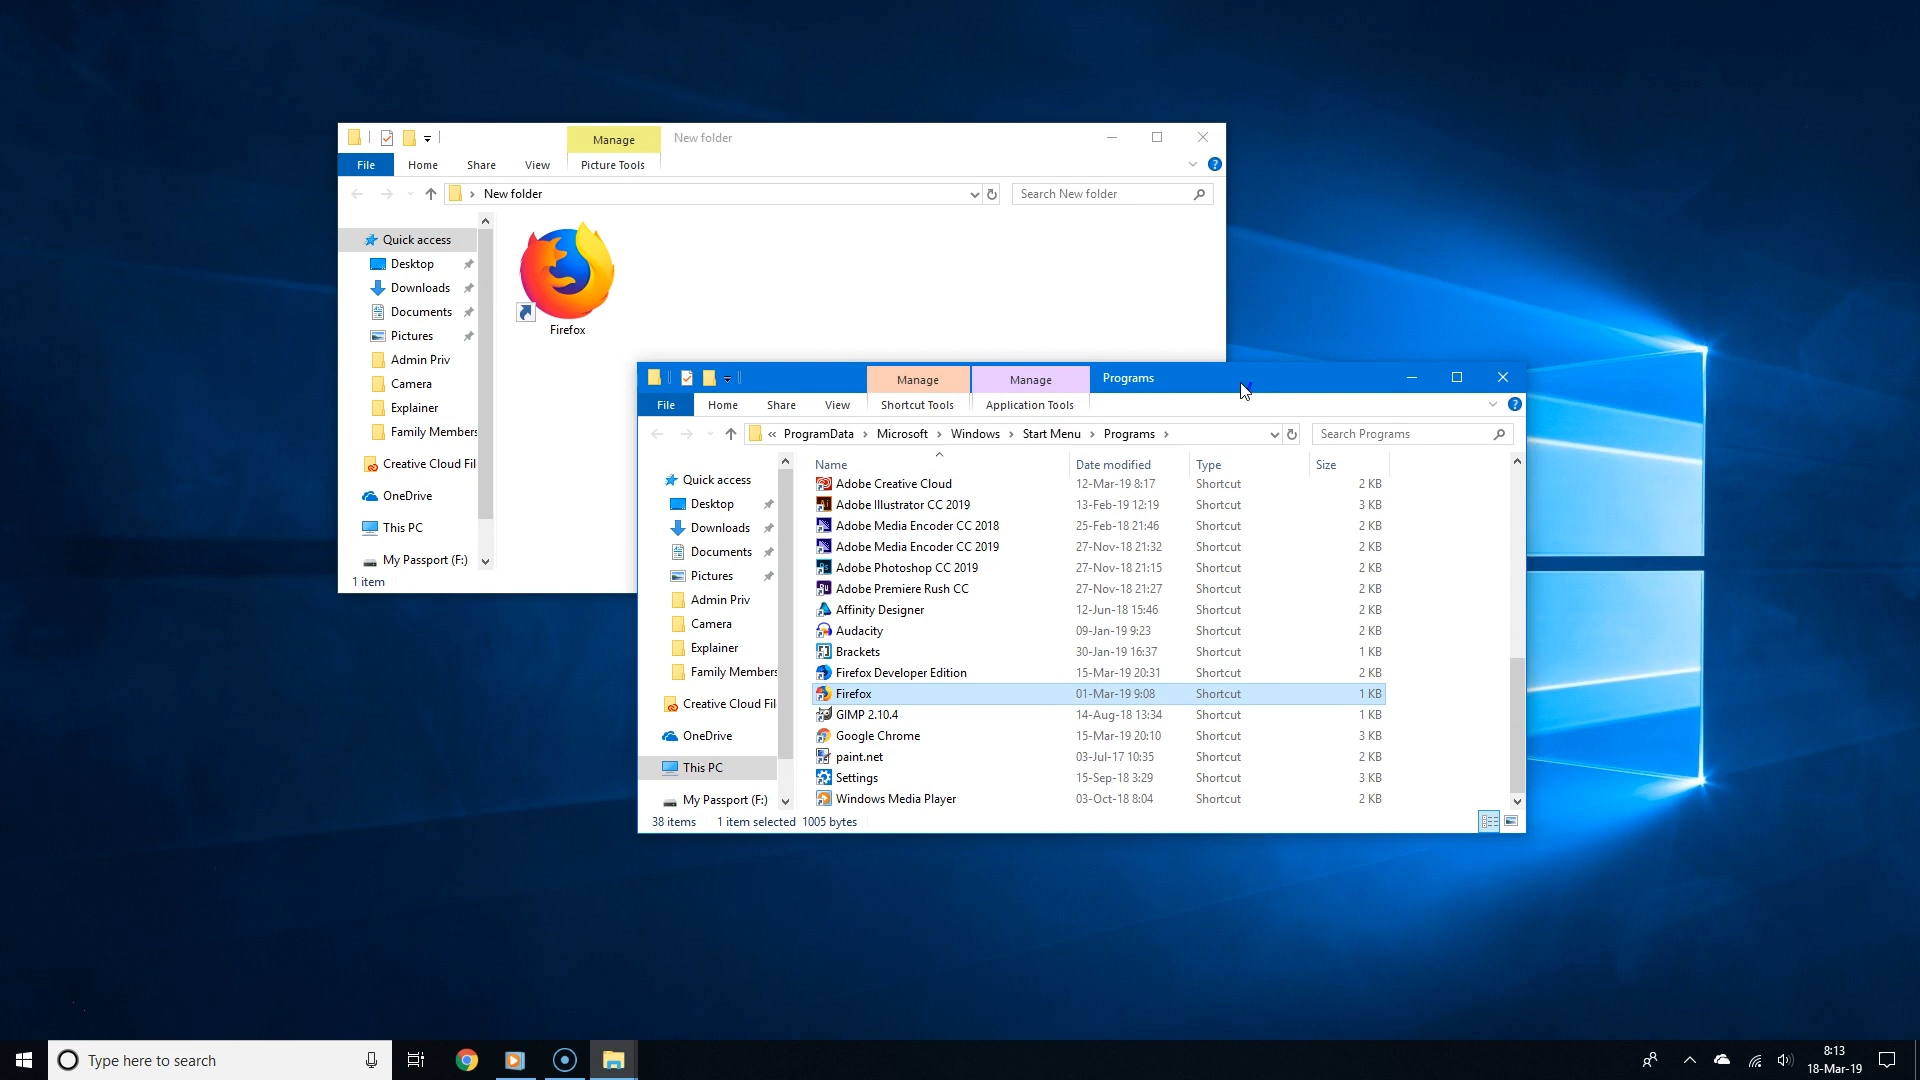 Manage New folder
File Home Share View Picture Tools
New folder
Search New folder
Quick access
Desktop
Downloads
Documents
Pictures
Admin Priv
Camera
Explainer
Family Members
Creative Cloud Fil
OneDrive
This PC
My Passport (F:)
1 item
Firefox
Manage Manage Programs
File Home Share View Shortcut Tools Application Tools
« ProgramData › Microsoft › Windows › Start Menu › Programs ›
Search Programs
Quick access
Desktop
Downloads
Documents
Pictures
Admin Priv
Camera
Explainer
Family Members
Creative Cloud Fil
OneDrive
This PC
My Passport (F:)
Name Date modified Type Size
Adobe Creative Cloud 12-Mar-19 8:17 Shortcut 2 KB
Adobe Illustrator CC 2019 13-Feb-19 12:19 Shortcut 3 KB
Adobe Media Encoder CC 2018 25-Feb-18 21:46 Shortcut 2 KB
Adobe Media Encoder CC 2019 27-Nov-18 21:32 Shortcut 2 KB
Adobe Photoshop CC 2019 27-Nov-18 21:15 Shortcut 2 KB
Adobe Premiere Rush CC 27-Nov-18 21:27 Shortcut 2 KB
Affinity Designer 12-Jun-18 15:46 Shortcut 2 KB
Audacity 09-Jan-19 9:23 Shortcut 2 KB
Brackets 30-Jan-19 16:37 Shortcut 1 KB
Firefox Developer Edition 15-Mar-19 20:31 Shortcut 2 KB
Firefox 01-Mar-19 9:08 Shortcut 1 KB
GIMP 2.10.4 14-Aug-18 13:34 Shortcut 1 KB
Google Chrome 15-Mar-19 20:10 Shortcut 3 KB
paint.net 03-Jul-17 10:35 Shortcut 2 KB
Settings 15-Sep-18 3:29 Shortcut 3 KB
Windows Media Player 03-Oct-18 8:04 Shortcut 2 KB
38 items 1 item selected 1005 bytes
Type here to search
8:13
18-Mar-19